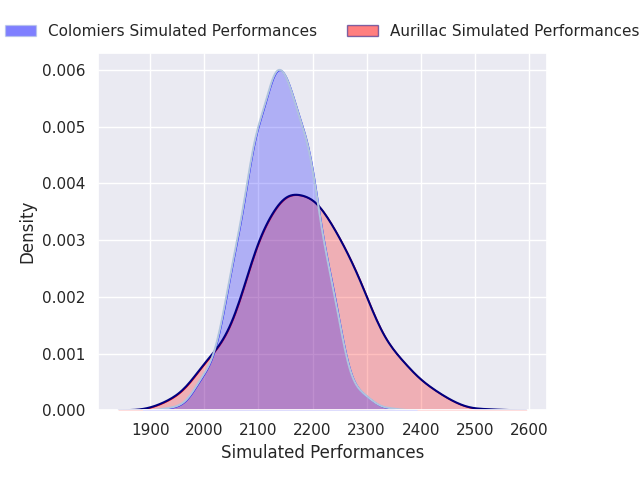 Colomiers Simulated Performances Aurillac Simulated Performances
0.006
0.005
0.004
0.003
0.002
0.001
0.000
Density
1900 2000 2100 2200 2300 2400 2500 2600
Simulated Performances